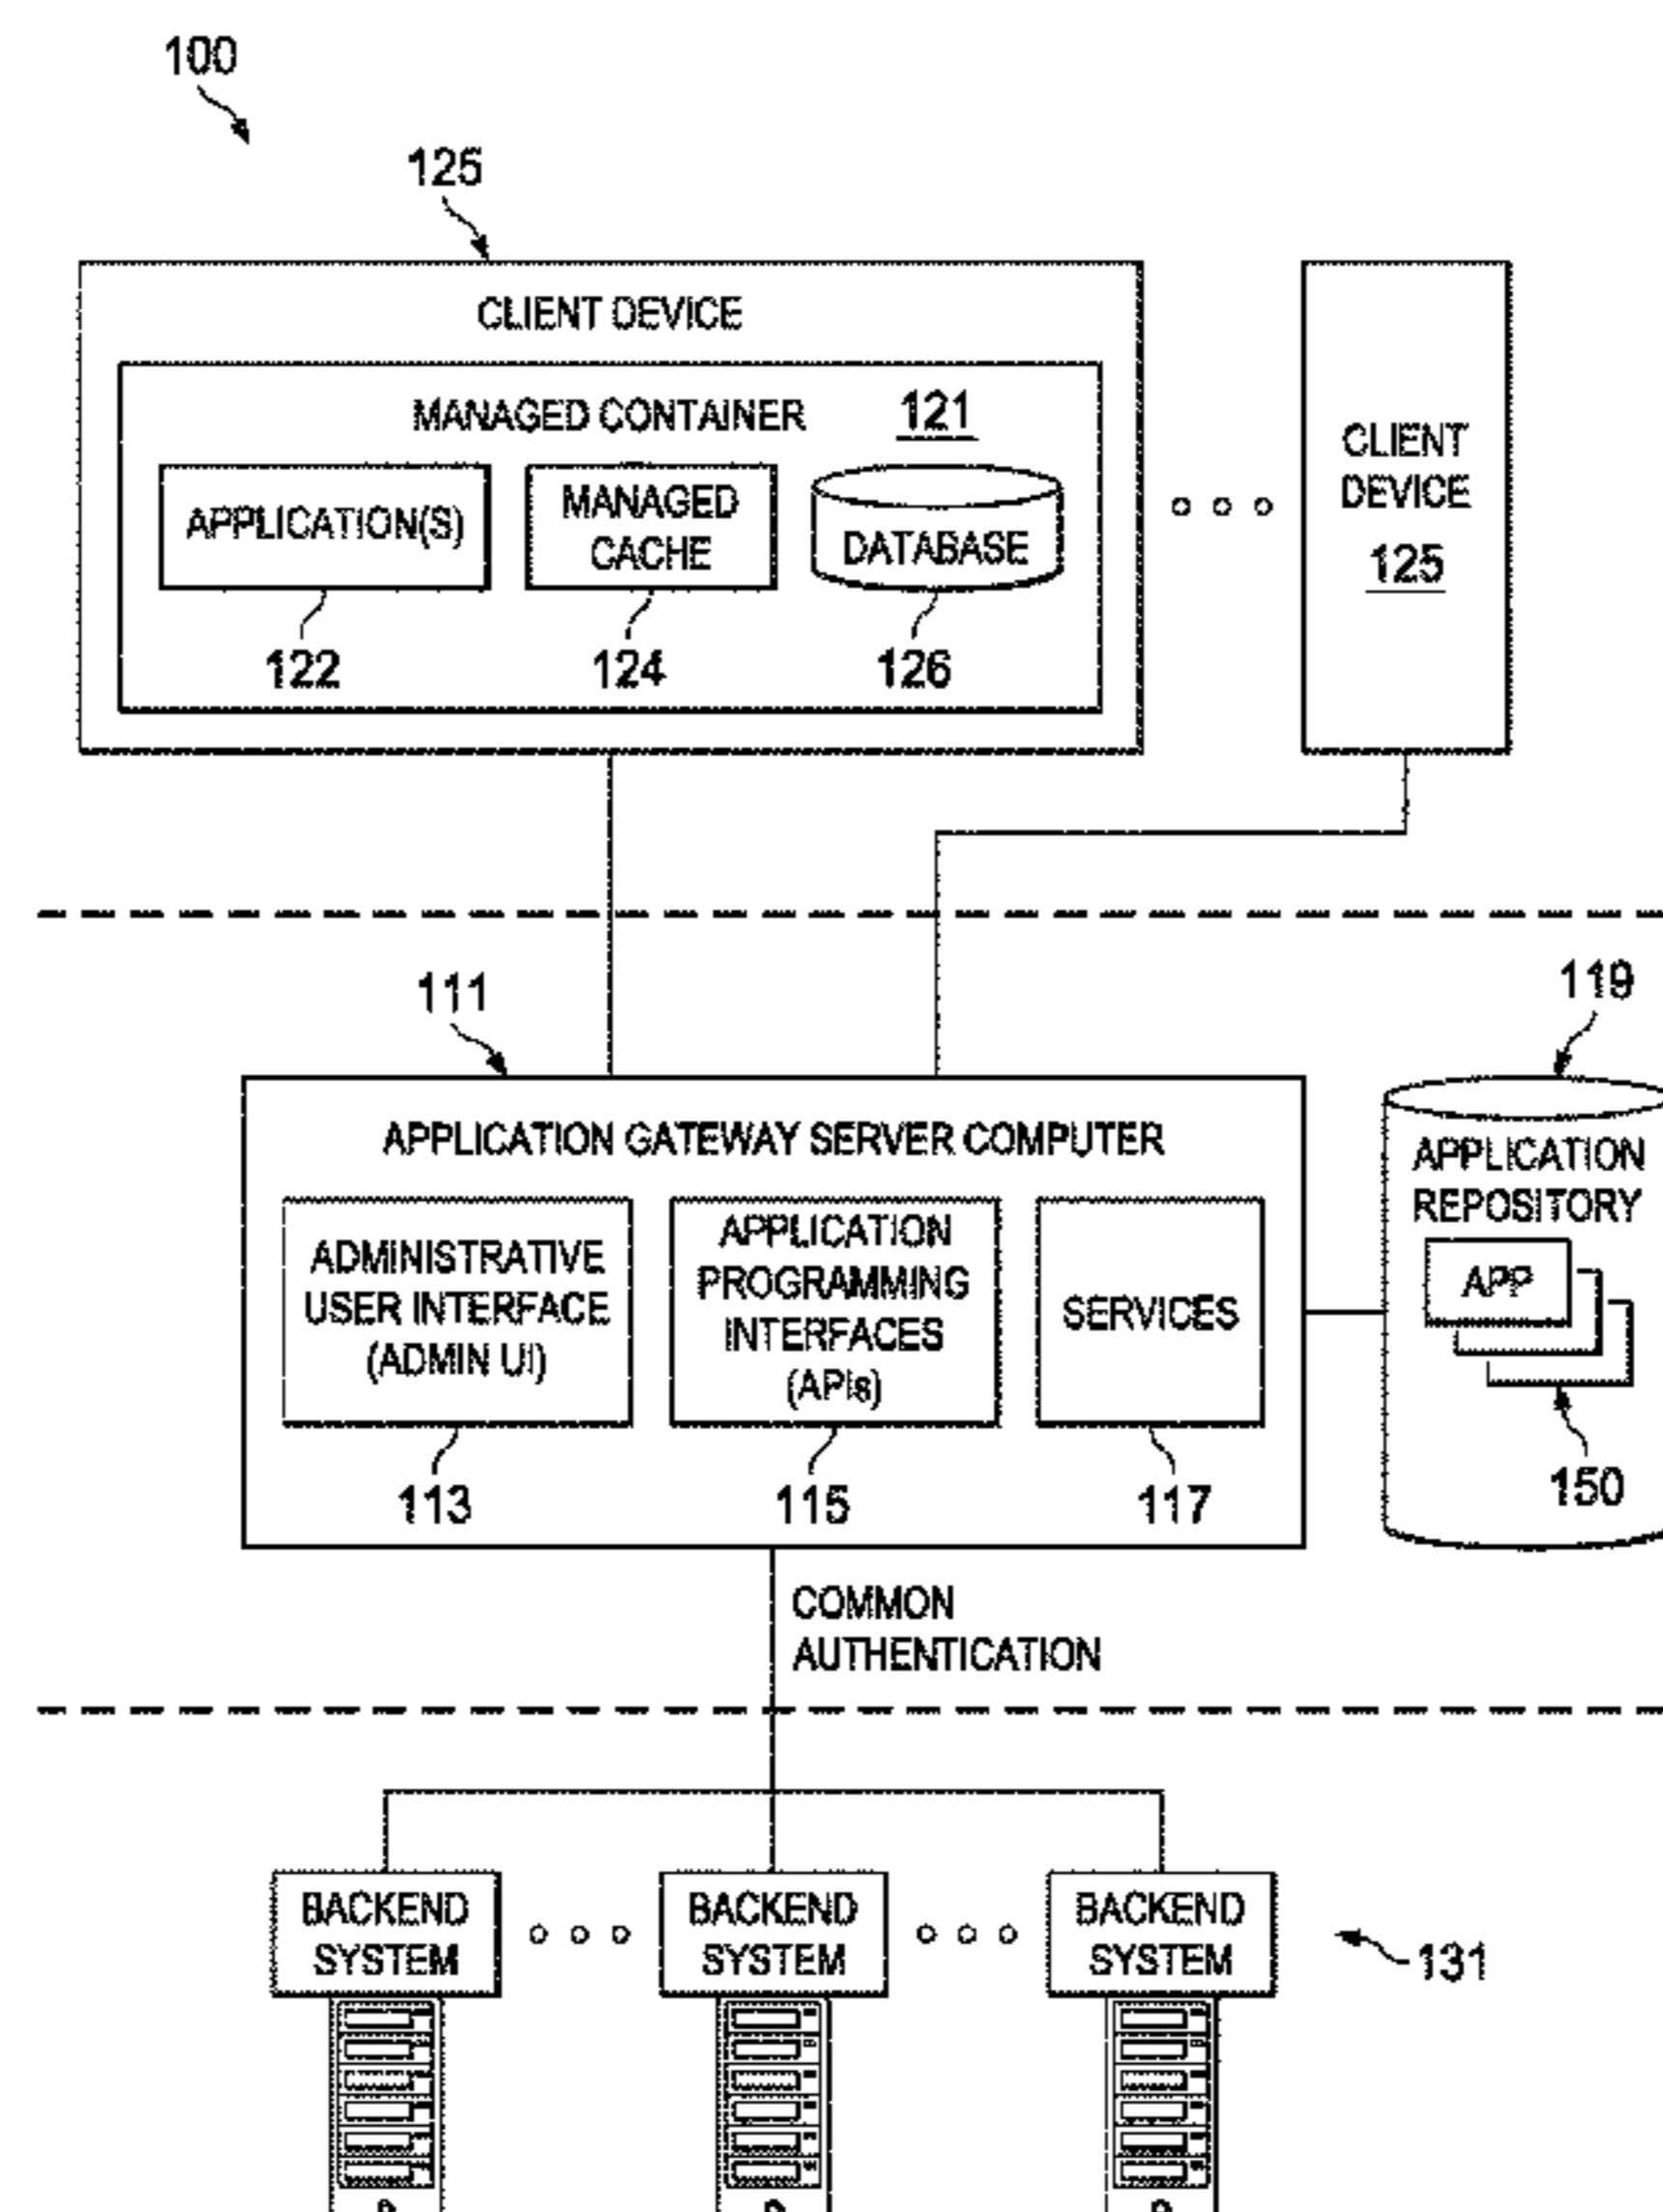 100
125
CLIENT DEVICE
MANAGED CONTAINER 121
APPLICATION(S)
MANAGED
CACHE
DATABASE
122
124
126
CLIENT
DEVICE
125
111
119
APPLICATION GATEWAY SERVER COMPUTER
ADMINISTRATIVE
USER INTERFACE
(ADMIN UI)
113
APPLICATION
PROGRAMMING
INTERFACES
(APIs)
115
SERVICES
117
APPLICATION
REPOSITORY
APP
150
COMMON
AUTHENTICATION
BACKEND
SYSTEM
BACKEND
SYSTEM
BACKEND
SYSTEM
131